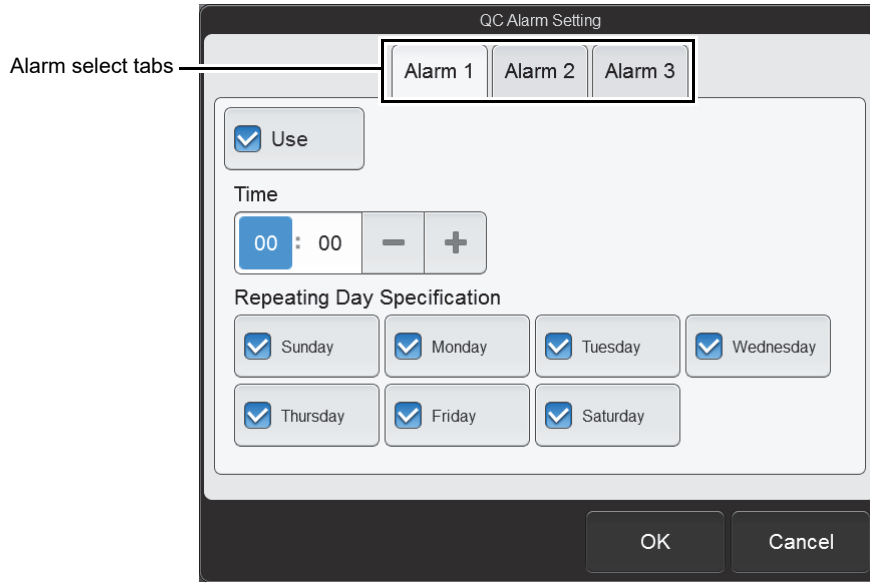 QC Alarm Setting
Alarm select tabs
Alarm 1 Alarm 2 Alarm 3
Use
Time
00 : 00
Repeating Day Specification
Sunday Monday Tuesday Wednesday
Thursday Friday Saturday
OK Cancel